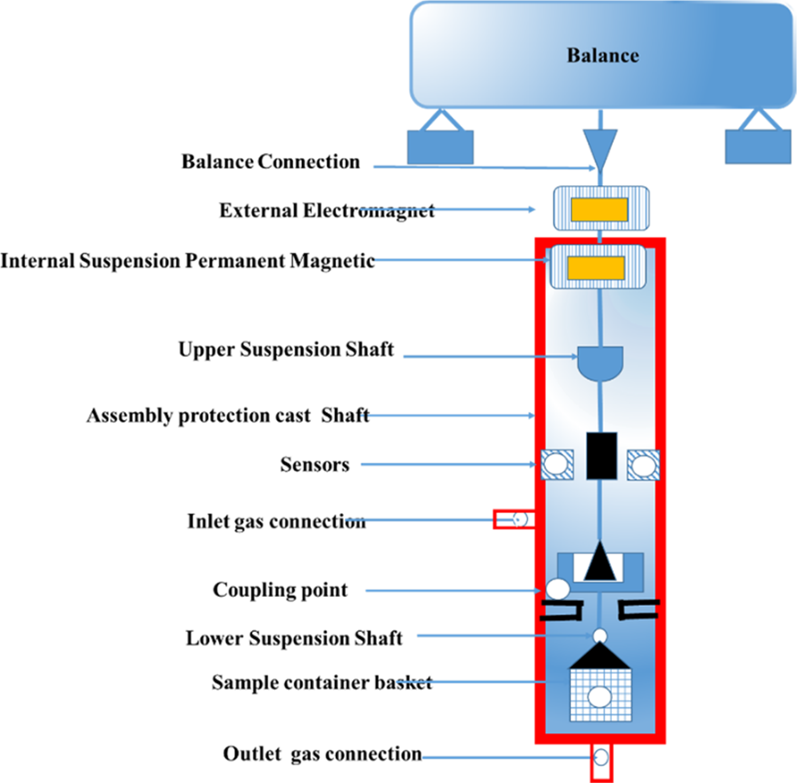 Balance
Balance Connection
External Electromagnet
Internal Suspension Permanent Magnetic
Upper Suspension Shaft
Assembly protection cast Shaft
Sensors
Inlet gas connection
Coupling point
Lower Suspension Shaft
Sample container basket
Outlet gas connection